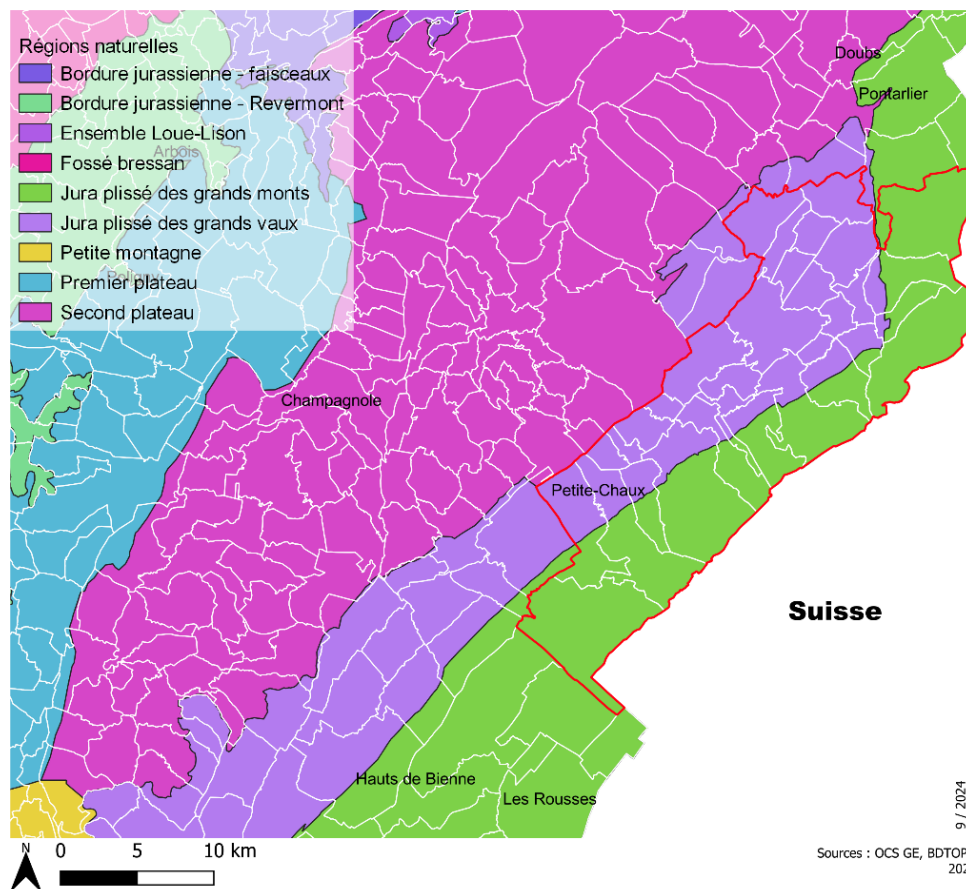 Régions naturelles
Bordure jurassienne - faisceaux
Bordure jurassienne - Revermont
Ensemble Loue-Lison
Arbois
Fossé bressan
Jura plissé des grands monts
Jura plissé des grands vaux
Petite montagne
Poligny
Premier plateau
Second plateau
Doubs
Pontarlier
Champagnole
Petite-Chaux
Suisse
Hauts de Bienne
Les Rousses
9 / 2024
N
0 5 10 km
Sources : OCS GE, BDTOP
202